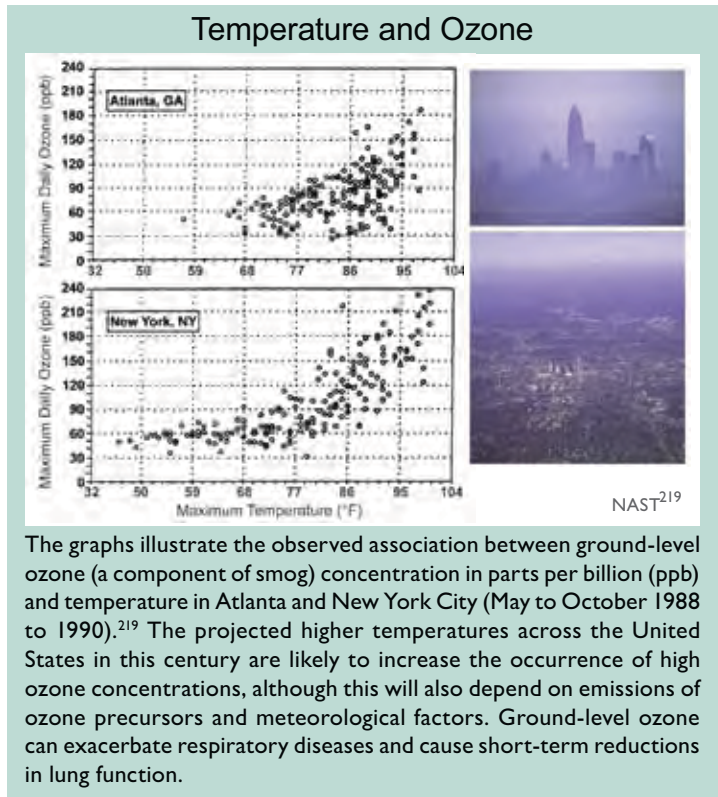 Temperature and Ozone
Maximum Daily Ozone (ppb)
240
210
180
150
120
90
60
30
0
Atlanta, GA
32 50 59 68 77 86 95 104
Maximum Daily Ozone (ppb)
240
210
180
150
120
90
60
30
0
New York, NY
32 50 59 68 77 86 95 104
Maximum Temperature (°F)
NAST219
The graphs illustrate the observed association between ground-level
ozone (a component of smog) concentration in parts per billion (ppb)
and temperature in Atlanta and New York City (May to October 1988
to 1990).219 The projected higher temperatures across the United
States in this century are likely to increase the occurrence of high
ozone concentrations, although this will also depend on emissions of
ozone precursors and meteorological factors. Ground-level ozone
can exacerbate respiratory diseases and cause short-term reductions
in lung function.